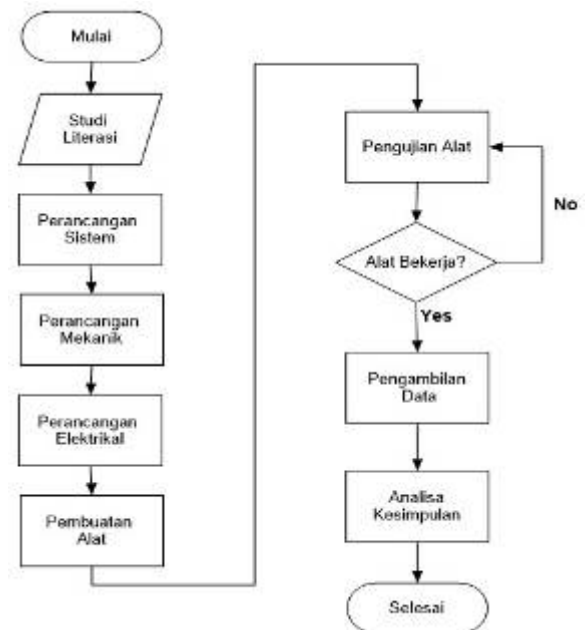 Mulai
Studi
Literasi
Perancangan
Sistem
Perancangan
Mekanik
Perancangan
Elektrikal
Pembuatan
Alat
Pengujian Alat
No
Alat Bekerja?
Yes
Pengambilan
Data
Analisa
Kesimpulan
Selesai